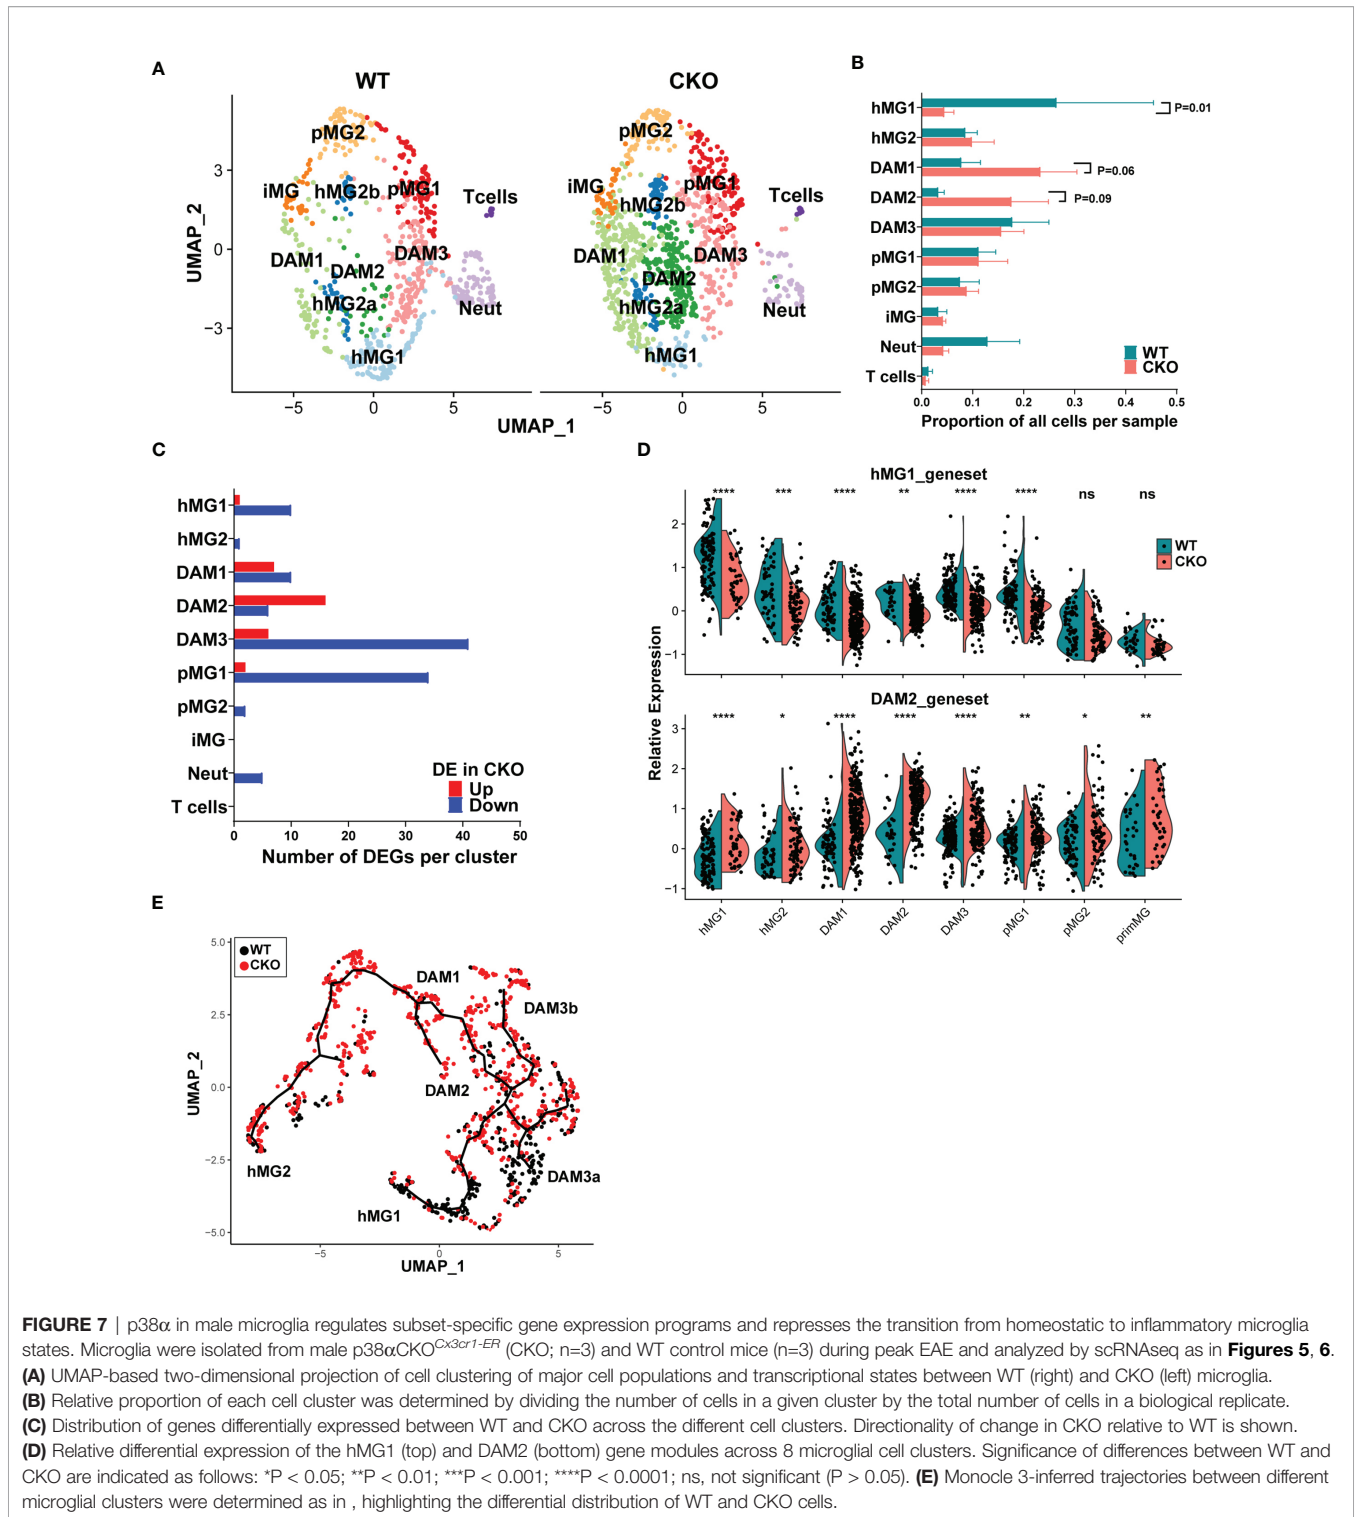 A
WT
CKO
pMG2
iMG
hMG2b
pMG1
Tcells
DAM1
DAM2
DAM3
hMG2a
Neut
hMG1
pMG2
iMG
pMG1
hMG2b
Tcells
DAM1
DAM3
DAM2
hMG2a
Neut
hMG1
UMAP_2
3
0
−3
−5
0
5
−5
0
5
UMAP_1
B
hMG1
hMG2
DAM1
DAM2
DAM3
pMG1
pMG2
iMG
Neut
T cells
P=0.01
P=0.06
P=0.09
WT
CKO
0.0
0.1
0.2
0.3
0.4
0.5
Proportion of all cells per sample
C
hMG1
hMG2
DAM1
DAM2
DAM3
pMG1
pMG2
iMG
Neut
T cells
DE in CKO
Up
Down
0
10
20
30
40
50
Number of DEGs per cluster
D
hMG1_geneset
**** *** **** ** **** **** ns ns
2
1
0
−1
WT
CKO
Relative Expression
DAM2_geneset
**** * **** **** **** ** * **
3
2
1
0
−1
hMG1
hMG2
DAM1
DAM2
DAM3
pMG1
pMG2
primMG
E
WT
CKO
5.0
2.5
0.0
−2.5
−5.0
UMAP_2
DAM1
DAM3b
DAM2
hMG2
DAM3a
hMG1
−5
0
5
UMAP_1
FIGURE 7 | p38α in male microglia regulates subset-specific gene expression programs and represses the transition from homeostatic to inflammatory microglia
states. Microglia were isolated from male p38αCKOCx3cr1-ER (CKO; n=3) and WT control mice (n=3) during peak EAE and analyzed by scRNAseq as in Figures 5, 6.
(A) UMAP-based two-dimensional projection of cell clustering of major cell populations and transcriptional states between WT (right) and CKO (left) microglia.
(B) Relative proportion of each cell cluster was determined by dividing the number of cells in a given cluster by the total number of cells in a biological replicate.
(C) Distribution of genes differentially expressed between WT and CKO across the different cell clusters. Directionality of change in CKO relative to WT is shown.
(D) Relative differential expression of the hMG1 (top) and DAM2 (bottom) gene modules across 8 microglial cell clusters. Significance of differences between WT and
CKO are indicated as follows: *P < 0.05; **P < 0.01; ***P < 0.001; ****P < 0.0001; ns, not significant (P > 0.05). (E) Monocle 3-inferred trajectories between different
microglial clusters were determined as in , highlighting the differential distribution of WT and CKO cells.